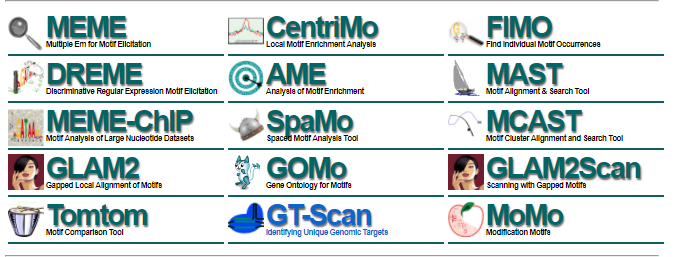 MEME
Multiple Em for Motif Elicitation
CentriMo
Local Motif Enrichment Analysis
FIMO
Find Individual Motif Occurrences
DREME
Discriminative Regular Expression Motif Elicitation
AME
Analysis of Motif Enrichment
MAST
Motif Alignment & Search Tool
MEME-ChIP
Motif Analysis of Large Nucleotide Datasets
SpaMo
Spaced Motif Analysis Tool
MCAST
Motif Cluster Alignment and Search Tool
GLAM2
Gapped Local Alignment of Motifs
GOMo
Gene Ontology for Motifs
GLAM2Scan
Scanning with Gapped Motifs
Tomtom
Motif Comparison Tool
GT-Scan
Identifying Unique Genomic Targets
MoMo
Modification Motifs